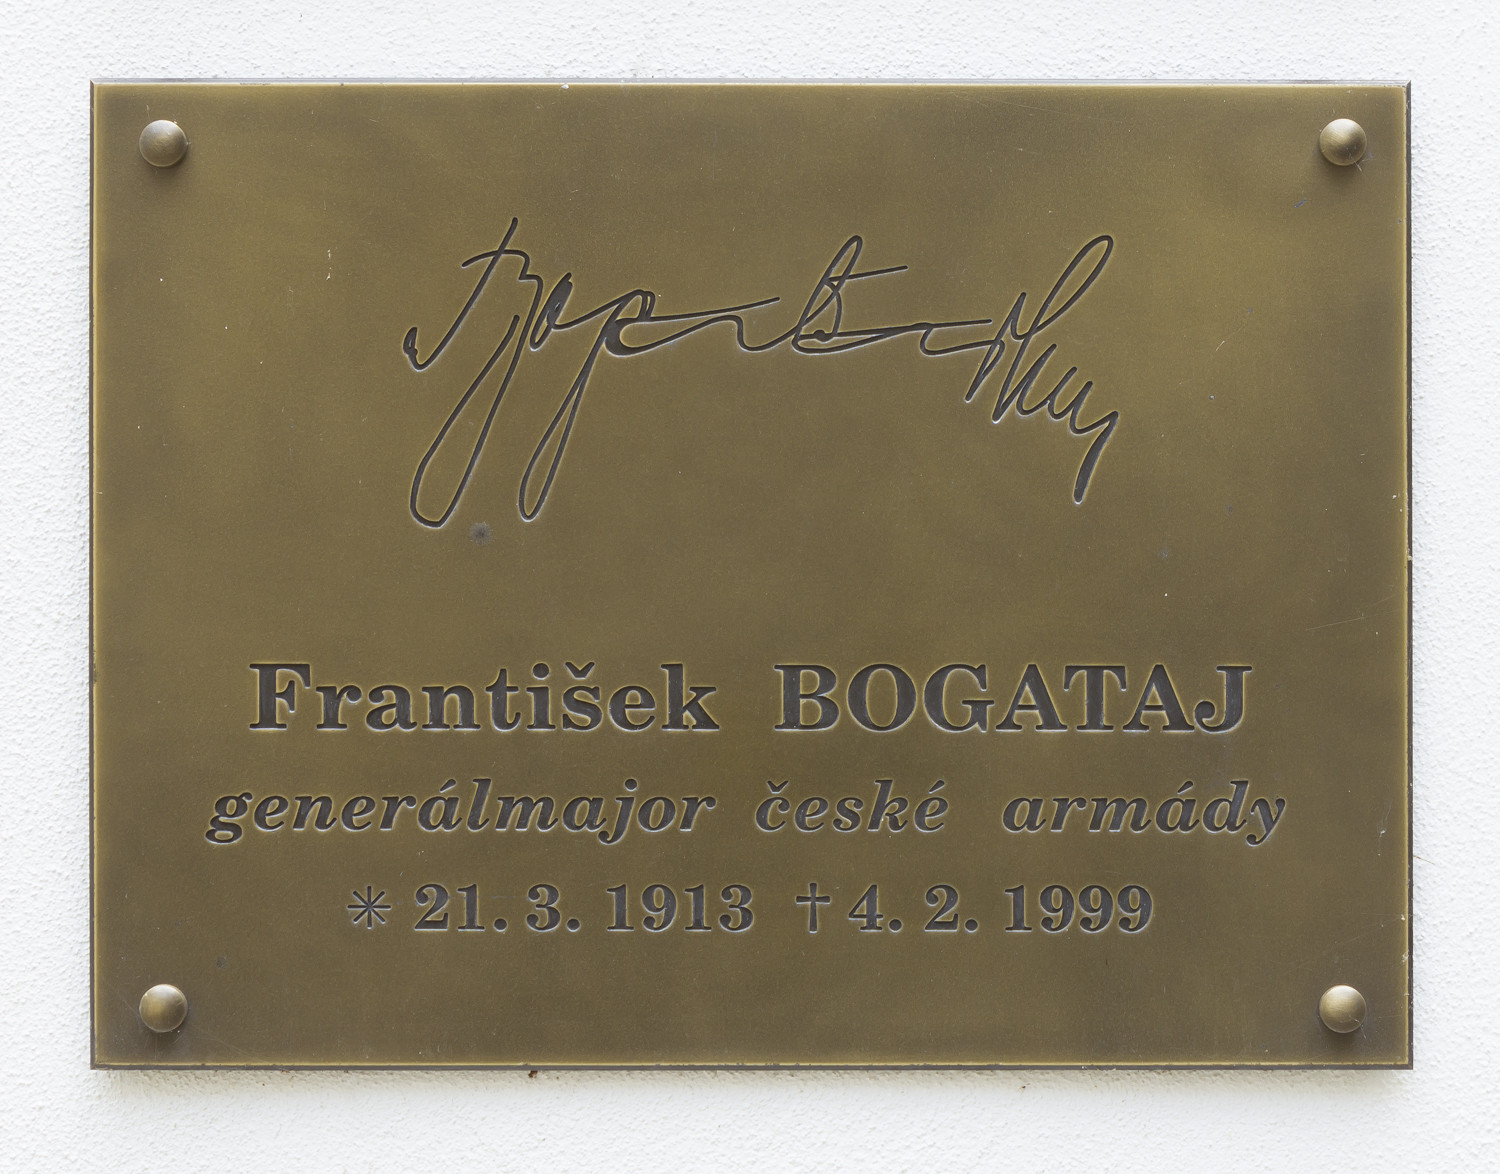 František BOGATAJ
generálmajor české armády
* 21. 3. 1913 † 4. 2. 1999